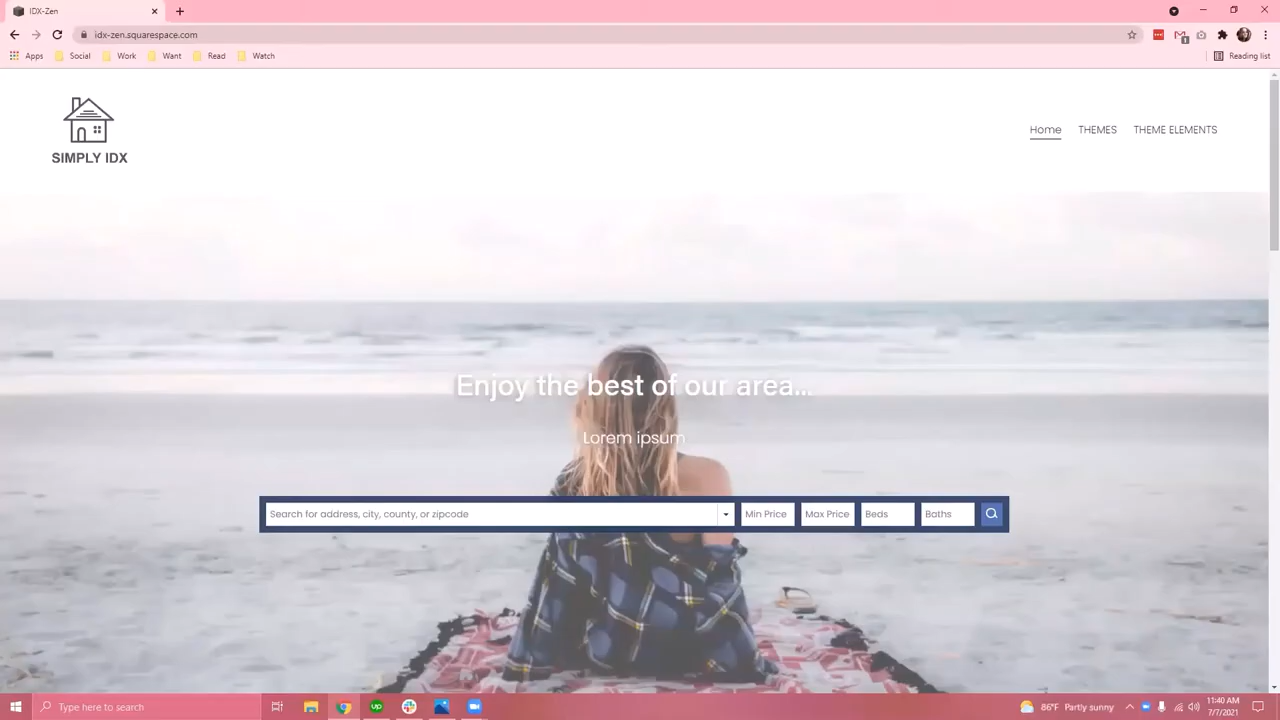 IDX-Zen
idx-zen.squarespace.com
Apps
Social
Work
Want
Read
Watch
Reading list
SIMPLY IDX
Home
THEMES
THEME ELEMENTS
Enjoy the best of our area...
Lorem ipsum
Search for address, city, county, or zipcode
Min Price
Max Price
Beds
Baths
Type here to search
up
86°F Partly sunny
11:40 AM
7/7/2021